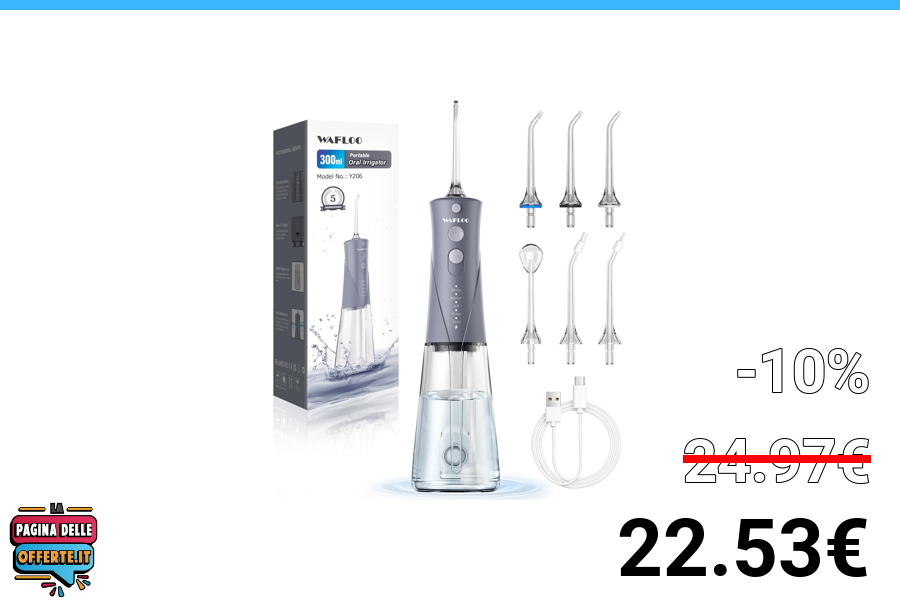 WAFLOO
300ml
Portable
Oral Irrigator
Model No.: Y206
5
WAFLOO
-10%
24.97€
22.53€
LA
PAGINA DELLE
OFFERTE.IT